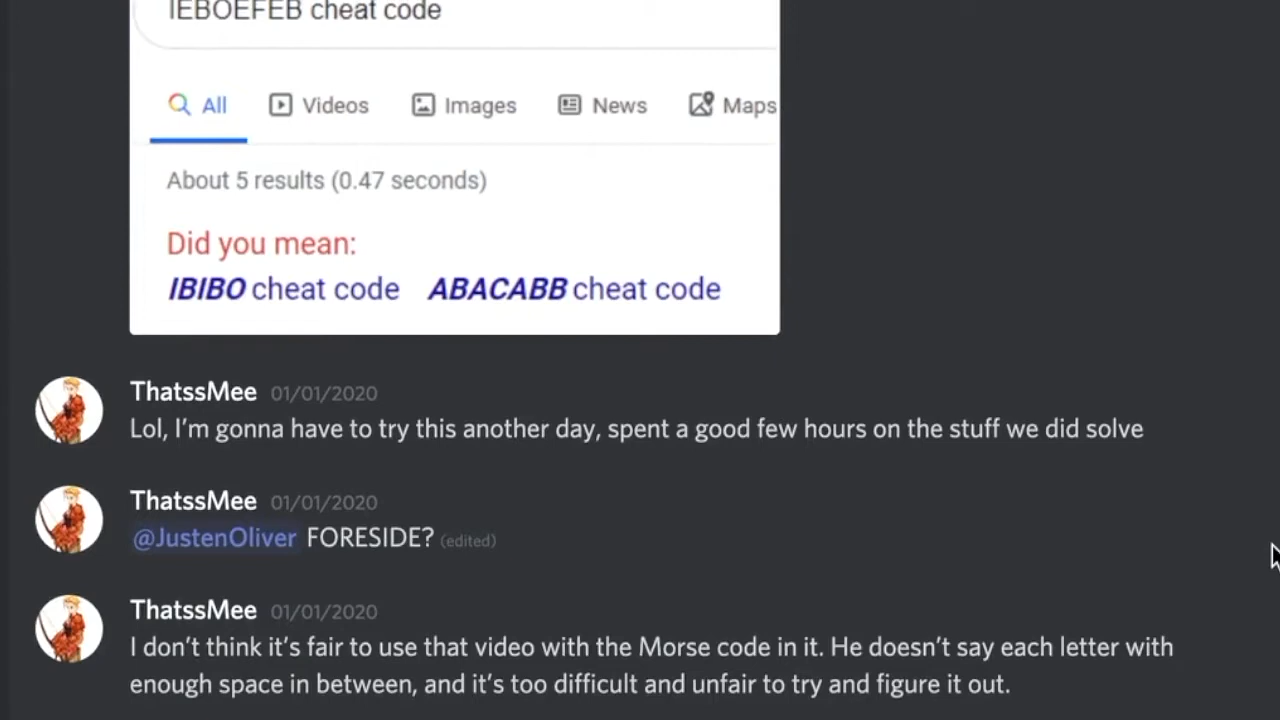 IEBOEFEB cheat code
All Videos Images News Maps
About 5 results (0.47 seconds)
Did you mean:
IBIBO cheat code ABACABB cheat code
ThatssMee 01/01/2020
Lol, I'm gonna have to try this another day, spent a good few hours on the stuff we did solve
ThatssMee 01/01/2020
@JustenOliver FORESIDE? (edited)
ThatssMee 01/01/2020
I don't think it's fair to use that video with the Morse code in it. He doesn't say each letter with
enough space in between, and it's too difficult and unfair to try and figure it out.